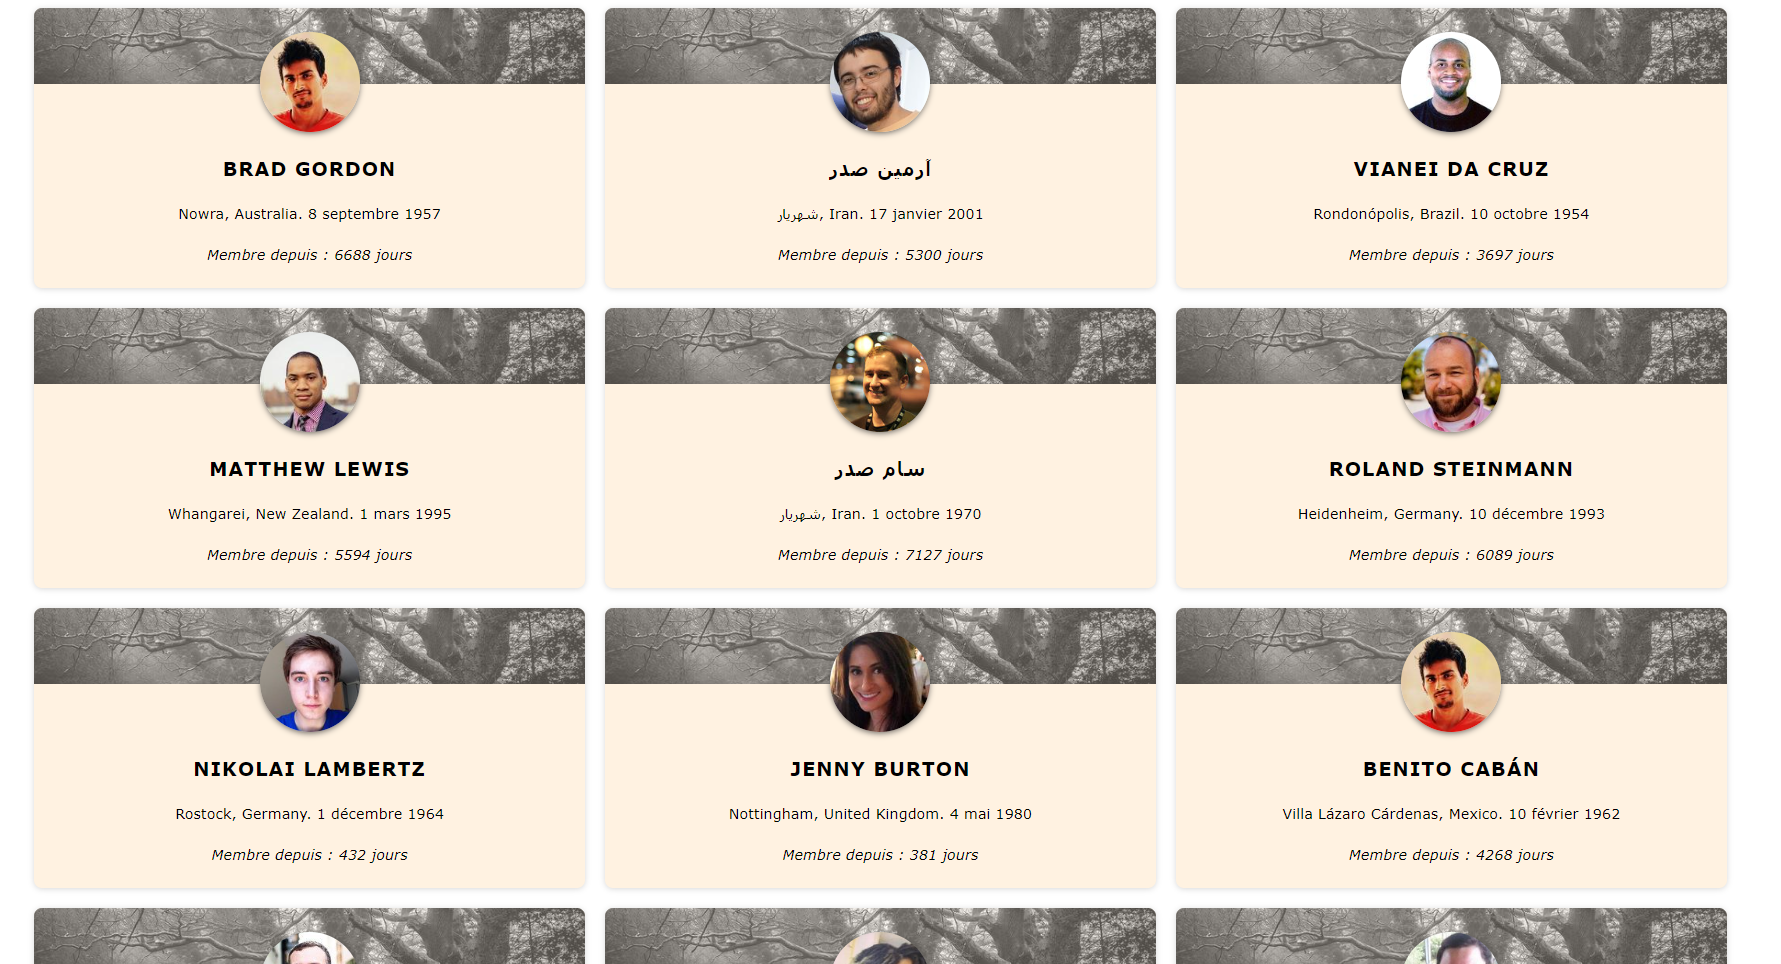 BRAD GORDON
Nowra, Australia. 8 septembre 1957
Membre depuis : 6688 jours
آرمین صدر
شهریار, Iran. 17 janvier 2001
Membre depuis : 5300 jours
VIANEI DA CRUZ
Rondonópolis, Brazil. 10 octobre 1954
Membre depuis : 3697 jours
MATTHEW LEWIS
Whangarei, New Zealand. 1 mars 1995
Membre depuis : 5594 jours
سام صدر
شهریار, Iran. 1 octobre 1970
Membre depuis : 7127 jours
ROLAND STEINMANN
Heidenheim, Germany. 10 décembre 1993
Membre depuis : 6089 jours
NIKOLAI LAMBERTZ
Rostock, Germany. 1 décembre 1964
Membre depuis : 432 jours
JENNY BURTON
Nottingham, United Kingdom. 4 mai 1980
Membre depuis : 381 jours
BENITO CABÁN
Villa Lázaro Cárdenas, Mexico. 10 février 1962
Membre depuis : 4268 jours